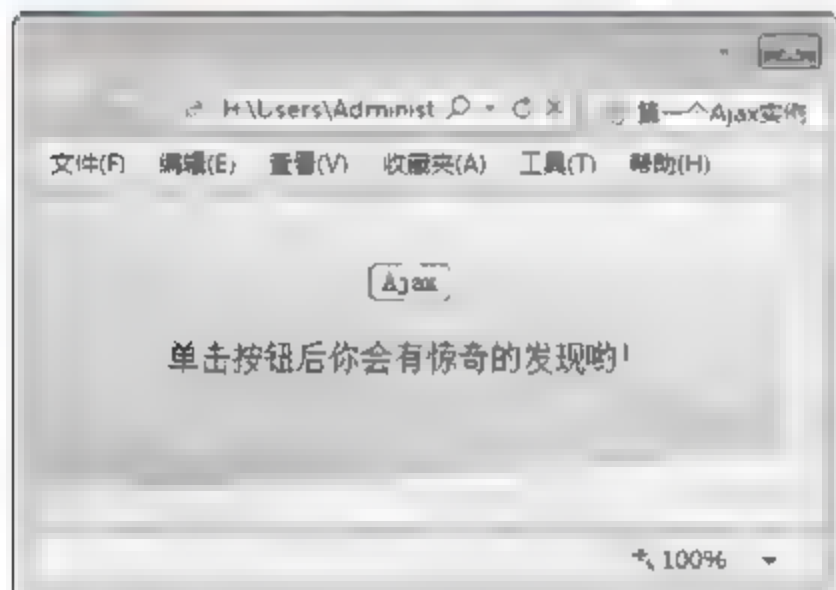 H:\Users\Administ 第一个Ajax实例
文件(F) 编辑(E) 查看(V) 收藏夹(A) 工具(T) 帮助(H)
Ajax
单击按钮后你会有惊奇的发现哟!
100%